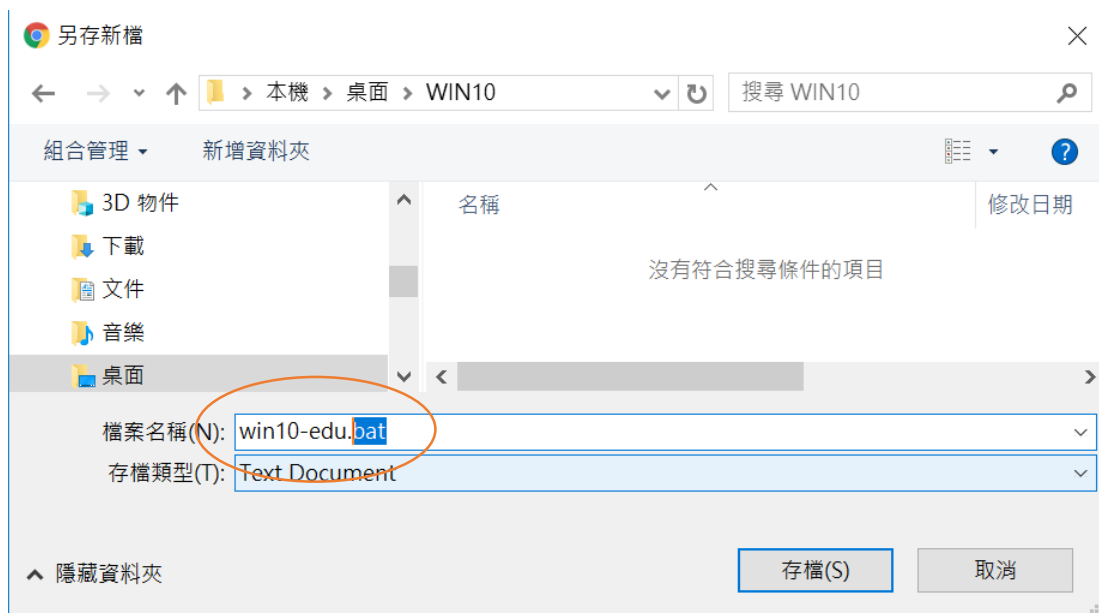 另存新檔
本機 桌面 WIN10
搜尋 WIN10
組合管理
新增資料夾
?
3D 物件
下載
文件
音樂
桌面
名稱
修改日期
沒有符合搜尋條件的項目
檔案名稱(N): win10-edu.bat
存檔類型(T): Text Document
隱藏資料夾
存檔(S)
取消